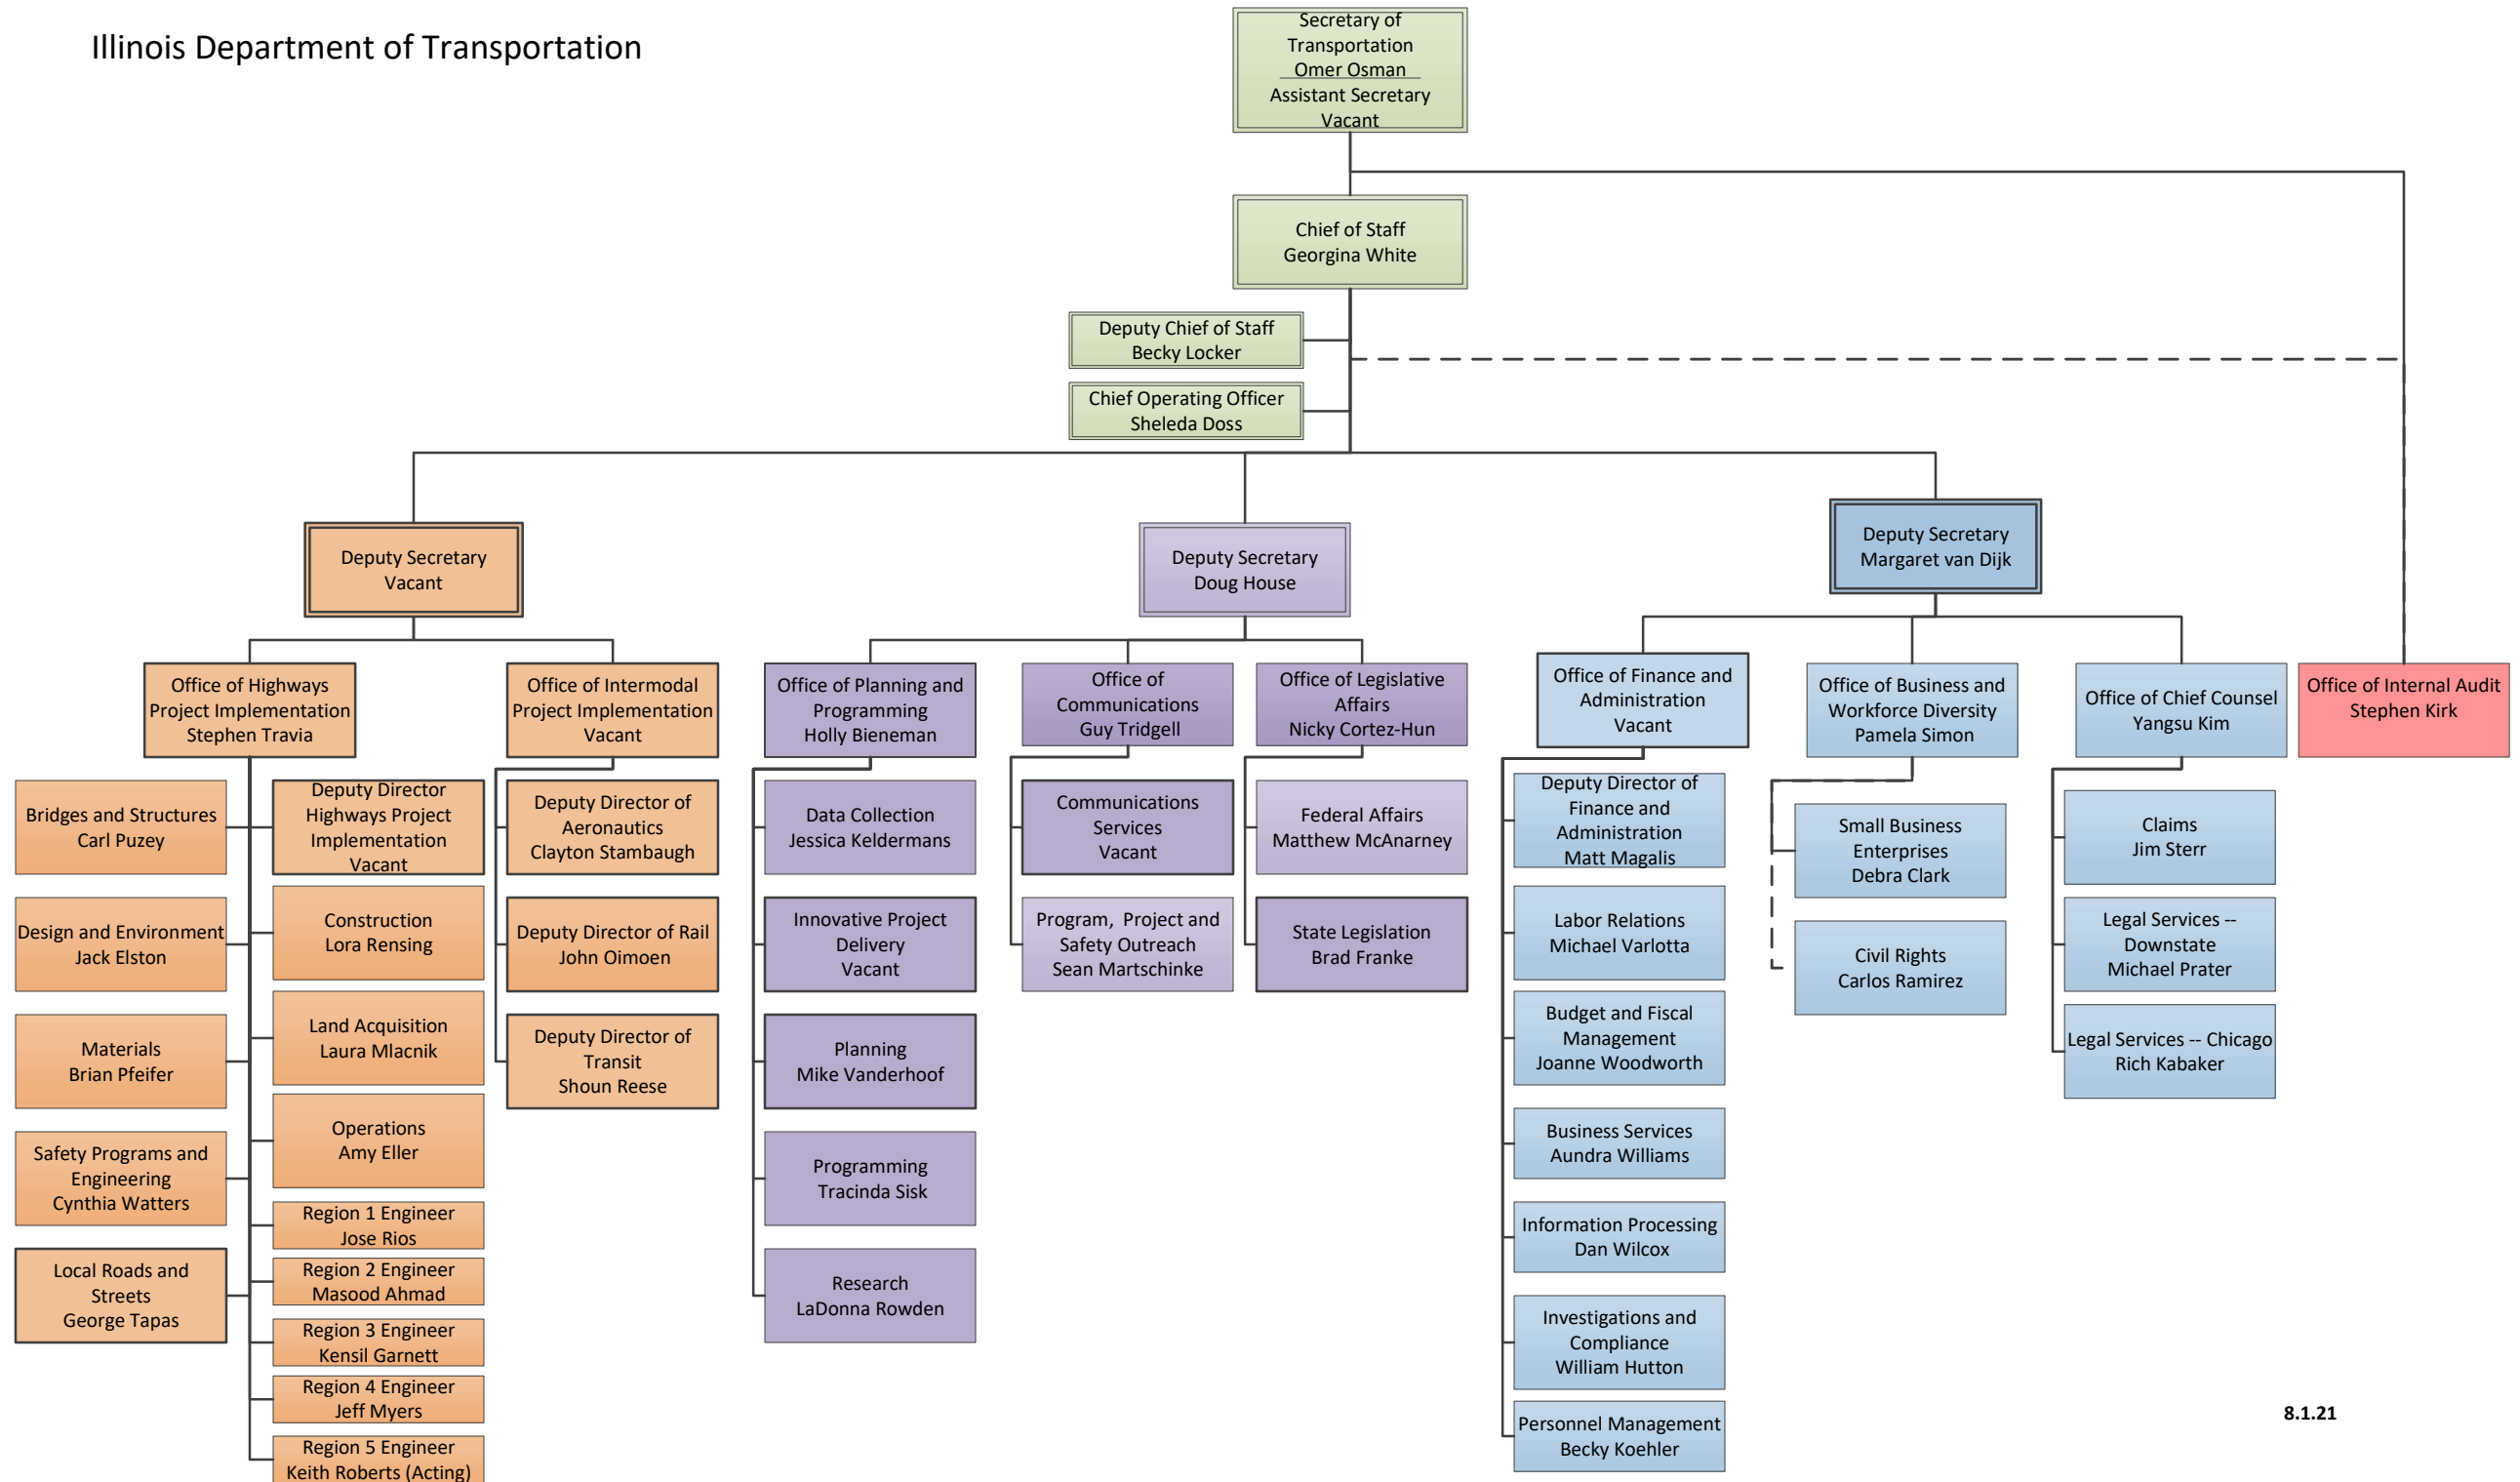 Illinois Department of Transportation
Secretary of
Transportation
Omer Osman
Assistant Secretary
Vacant
Chief of Staff
Georgina White
Deputy Chief of Staff
Becky Locker
Chief Operating Officer
Sheleda Doss
Deputy Secretary
Vacant
Deputy Secretary
Doug House
Deputy Secretary
Margaret van Dijk
Office of Highways
Project Implementation
Stephen Travia
Office of Intermodal
Project Implementation
Vacant
Office of Planning and
Programming
Holly Bieneman
Office of
Communications
Guy Tridgell
Office of Legislative
Affairs
Nicky Cortez-Hun
Office of Finance and
Administration
Vacant
Office of Business and
Workforce Diversity
Pamela Simon
Office of Chief Counsel
Yangsu Kim
Office of Internal Audit
Stephen Kirk
Bridges and Structures
Carl Puzey
Design and Environment
Jack Elston
Materials
Brian Pfeifer
Safety Programs and
Engineering
Cynthia Watters
Local Roads and
Streets
George Tapas
Deputy Director
Highways Project
Implementation
Vacant
Construction
Lora Rensing
Land Acquisition
Laura Mlacnik
Operations
Amy Eller
Region 1 Engineer
Jose Rios
Region 2 Engineer
Masood Ahmad
Region 3 Engineer
Kensil Garnett
Region 4 Engineer
Jeff Myers
Region 5 Engineer
Keith Roberts (Acting)
Deputy Director of
Aeronautics
Clayton Stambaugh
Deputy Director of Rail
John Oimoen
Deputy Director of
Transit
Shoun Reese
Data Collection
Jessica Keldermans
Innovative Project
Delivery
Vacant
Planning
Mike Vanderhoof
Programming
Tracinda Sisk
Research
LaDonna Rowden
Communications
Services
Vacant
Program, Project and
Safety Outreach
Sean Martschinke
Federal Affairs
Matthew McAnarney
State Legislation
Brad Franke
Deputy Director of
Finance and
Administration
Matt Magalis
Labor Relations
Michael Varlotta
Budget and Fiscal
Management
Joanne Woodworth
Business Services
Aundra Williams
Information Processing
Dan Wilcox
Investigations and
Compliance
William Hutton
Personnel Management
Becky Koehler
Small Business
Enterprises
Debra Clark
Civil Rights
Carlos Ramirez
Claims
Jim Sterr
Legal Services --
Downstate
Michael Prater
Legal Services -- Chicago
Rich Kabaker
8.1.21